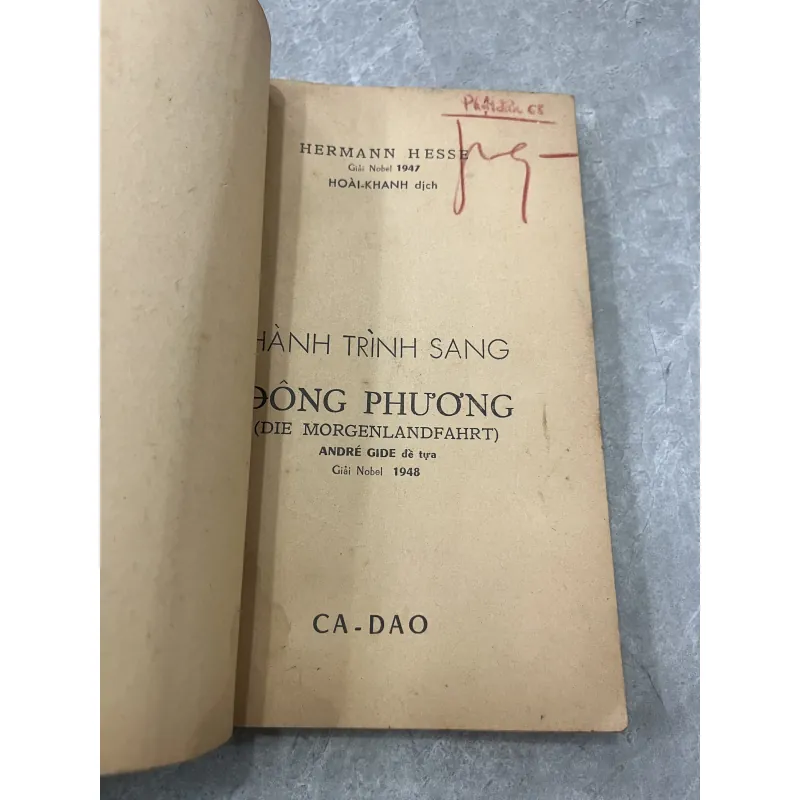 HERMANN HESSE
Giải Nobel 1947
HOÀI-KHANH dịch
HÀNH TRÌNH SANG
ĐÔNG PHƯƠNG
(DIE MORGENLANDFAHRT)
ANDRÉ GIDE đề tựa
Giải Nobel 1948
CA-DAO